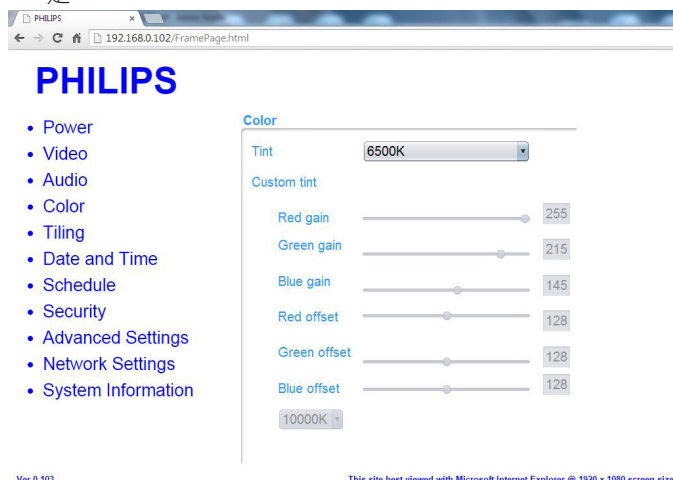 PHILIPS
192.168.0.102/FramePage.html
PHILIPS
Power
Video
Audio
Color
Tiling
Date and Time
Schedule
Security
Advanced Settings
Network Settings
System Information
Color
Tint 6500K
Custom tint
Red gain 255
Green gain 215
Blue gain 145
Red offset 128
Green offset 128
Blue offset 128
10000K
Ver 0.103
This site best viewed with Microsoft Internet Explorer @ 1920 x 1080 screen size